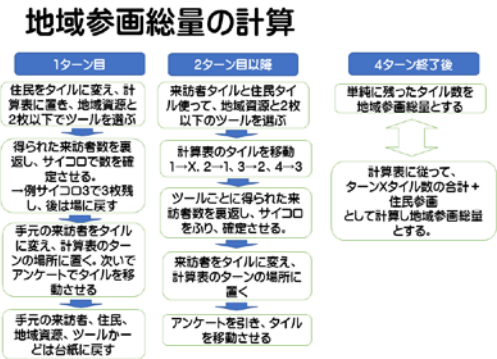 地域参画総量の計算
1ターン目
住民をタイルに変え、計
算表に置き、地域資源と
2枚以下でツールを選ぶ
得られた来訪者数を裏
返し、サイコロで数を確
定させる。
→例サイコロ3で3枚残
し、後は場に戻す
手元の来訪者をタイル
に変え、計算表のターン
の場所に置く。次いで
アンケートでタイルを移
動させる
手元の来訪者、住民、
地域資源、ツールカー
どは台紙に戻す
2ターン目以降
来訪者タイルと住民タイ
ル使って、地域資源と2枚
以下のツールを選ぶ
計算表のタイルを移動
1→X、2→1、3→2、4→3
ツールごとに得られた来
訪者数を裏返し、サイコロ
をふり、確定させる。
来訪者をタイルに変え、
計算表のターンの場所に
置く
アンケートを引き、タイル
を移動させる
4ターン終了後
単純に残ったタイル数を
地域参画総量とする
計算表に従って、
ターンXタイル数の合計+
住民参画
として計算し地域参画総量
とする。